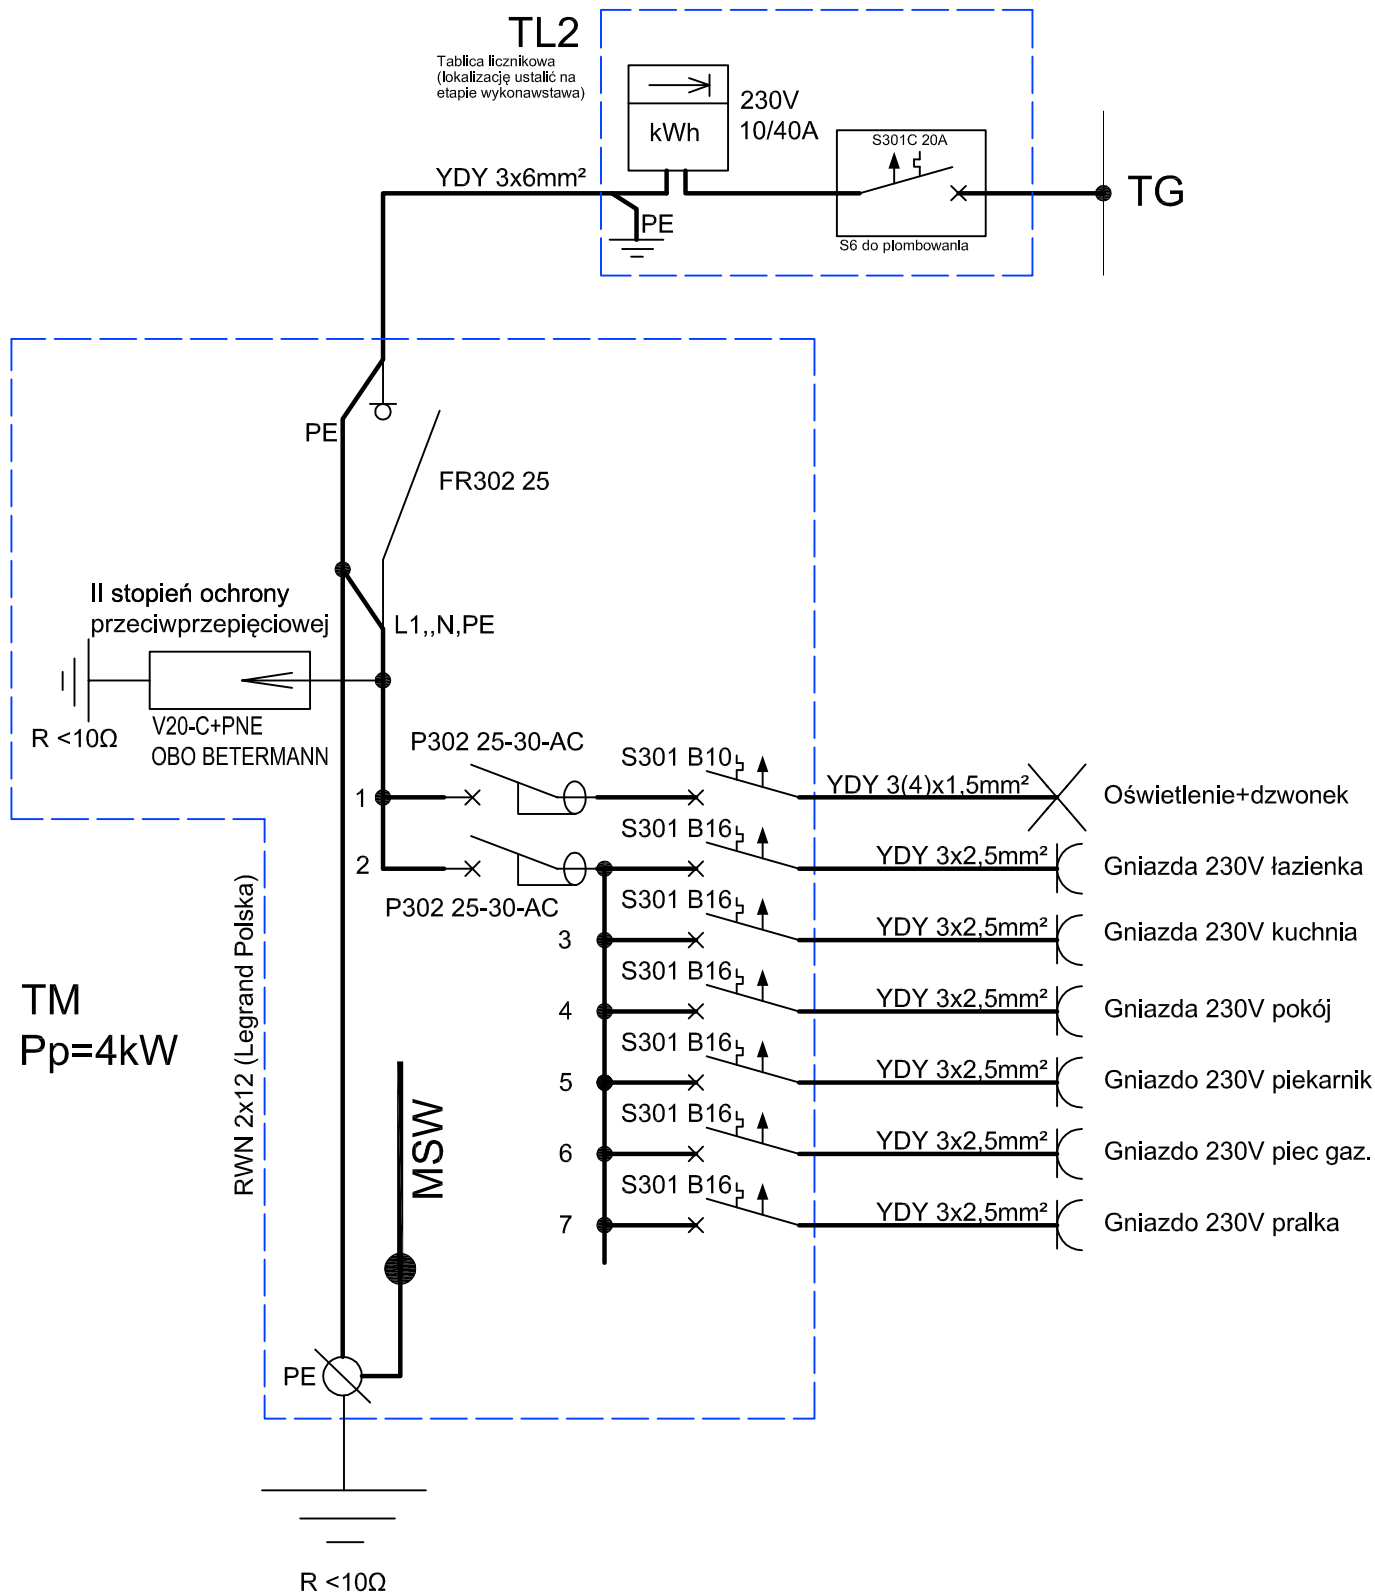 TL2
Tablica licznikowa
(lokalizację ustalić na
etapie wykonawstawa)
kWh
230V
10/40A
S301C 20A
S6 do plombowania
TG
YDY 3x6mm²
PE
PE
FR302 25
II stopień ochrony
przeciwprzepięciowej
L1,,N,PE
R <10Ω
V20-C+PNE
OBO BETERMANN
P302 25-30-AC
1
S301 B10
YDY 3(4)x1,5mm²
Oświetlenie+dzwonek
2
P302 25-30-AC
S301 B16
YDY 3x2,5mm²
Gniazda 230V łazienka
3
S301 B16
YDY 3x2,5mm²
Gniazda 230V kuchnia
4
S301 B16
YDY 3x2,5mm²
Gniazda 230V pokój
5
S301 B16
YDY 3x2,5mm²
Gniazdo 230V piekarnik
6
S301 B16
YDY 3x2,5mm²
Gniazdo 230V piec gaz.
7
S301 B16
YDY 3x2,5mm²
Gniazdo 230V pralka
TM
Pp=4kW
RWN 2x12 (Legrand Polska)
MSW
PE
R <10Ω